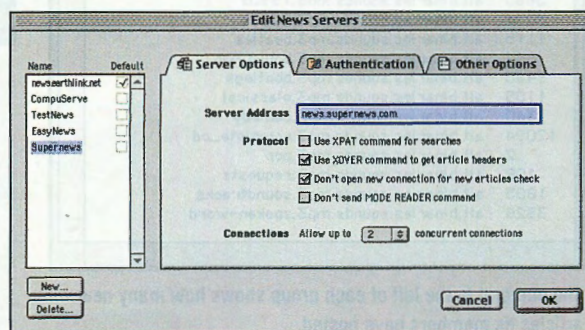 Edit News Servers
Name Default
news.earthlink.net
CompuServe
TestNews
EasyNews
Supernews
New...
Delete...
Server Options
Authentication
Other Options
Server Address news.supernews.com
Protocol Use XPAT command for searches
Use XOVER command to get article headers
Don't open new connection for new articles check
Don't send MODE READER command
Connections Allow up to 2 concurrent connections
Cancel OK